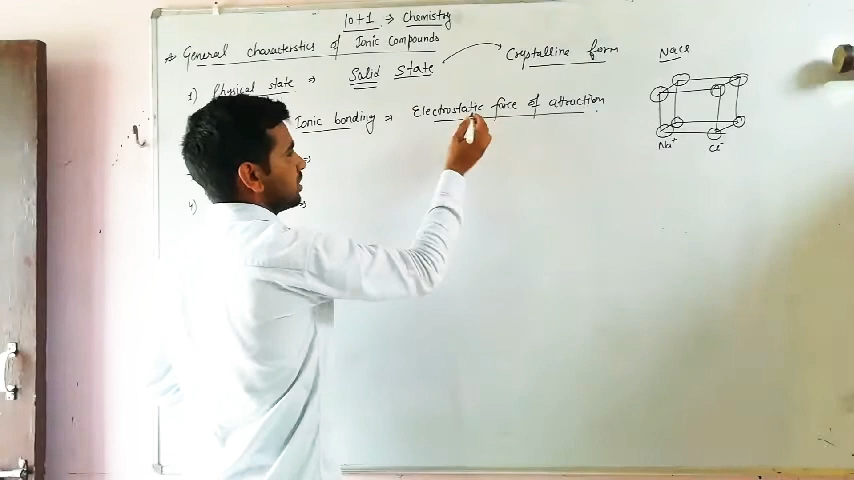 10+1 ⇒ Chemistry
⇒ General characterstics of Ionic Compounds
1) Physical state ⇒ Solid State Crystalline form
Ionic bonding ⇒ Electrostatic force of attraction
4)
NaCl
Na⁺ Cl⁻